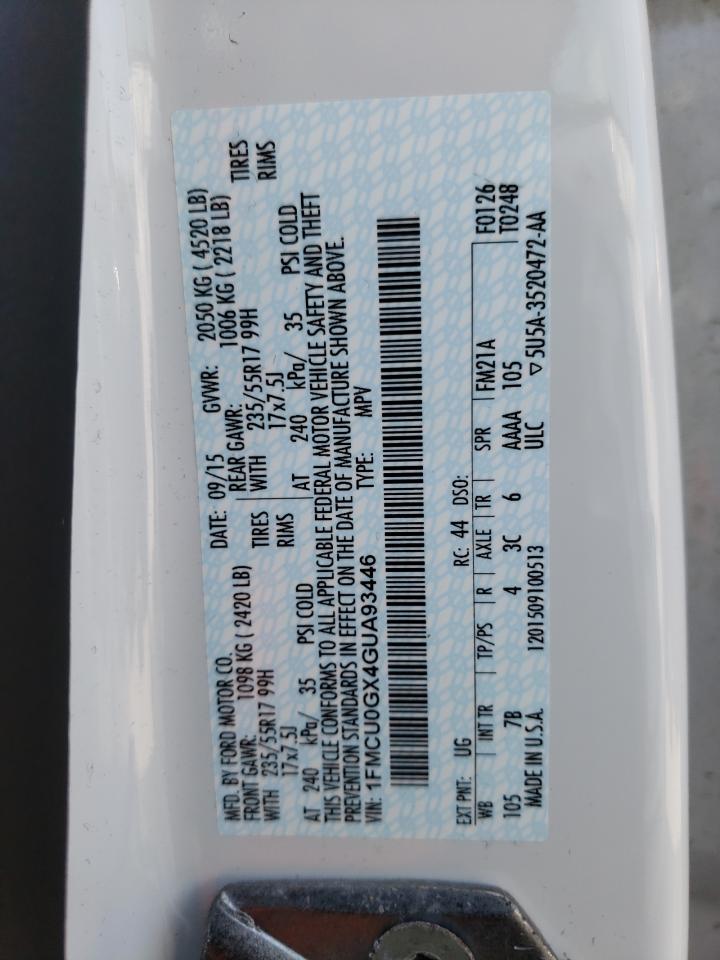 MFD. BY FORD MOTOR CO.
DATE: 09/15 GVWR: 2050 KG ( 4520 LB)
FRONT GAWR: 1098 KG ( 2420 LB) REAR GAWR: 1006 KG ( 2218 LB)
WITH 235/55R17 99H TIRES WITH 235/55R17 99H TIRES
17x7.5J RIMS 17x7.5J RIMS
AT 240 kPa/ 35 PSI COLD AT 240 kPa/ 35 PSI COLD
THIS VEHICLE CONFORMS TO ALL APPLICABLE FEDERAL MOTOR VEHICLE SAFETY AND THEFT
PREVENTION STANDARDS IN EFFECT ON THE DATE OF MANUFACTURE SHOWN ABOVE.
VIN: 1FMCU0GX4GUA93446 TYPE: MPV
EXT PNT: UG RC: 44 DSO: F0126
WB INT TR TP/PS R AXLE TR SPR FM21A T0248
105 7B 4 3C 6 AAAA 105
MADE IN U.S.A. 1201509100513 ULC ▽5U5A-3520472-AA